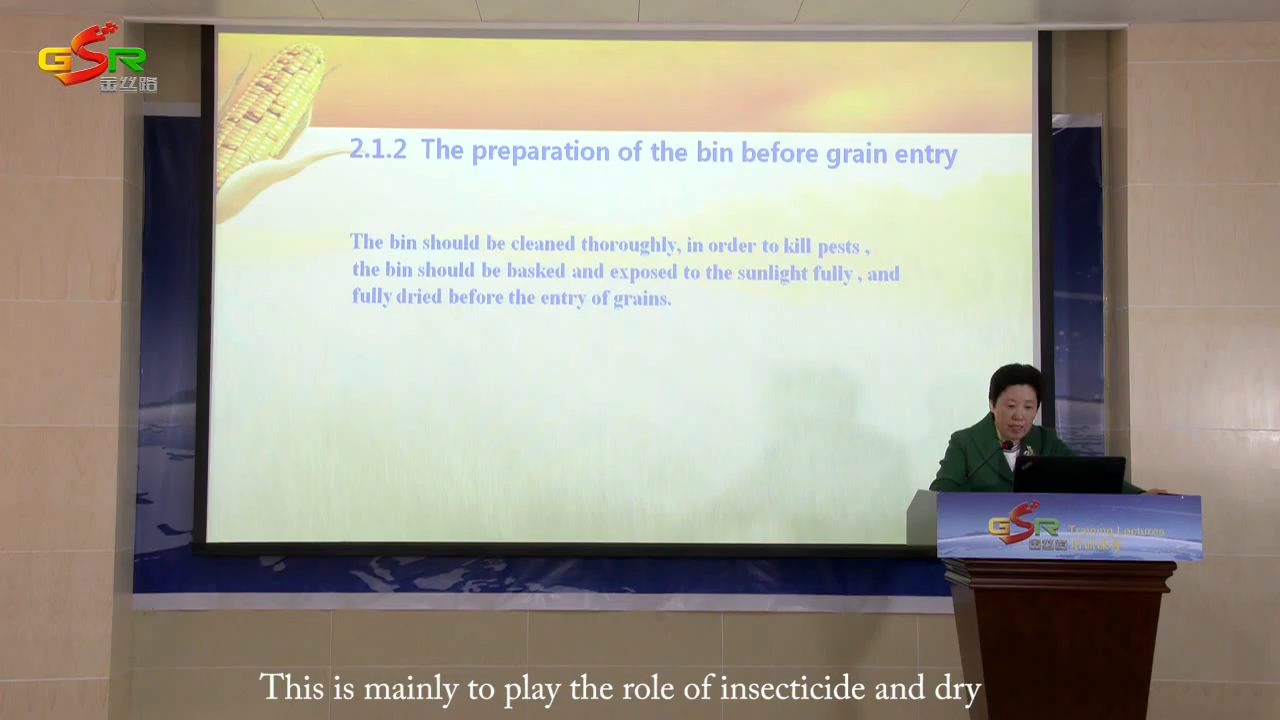 GSR
金丝路
2.1.2 The preparation of the bin before grain entry
The bin should be cleaned thoroughly, in order to kill pests ,
the bin should be basked and exposed to the sunlight fully , and
fully dried before the entry of grains.
GSR
Training Lectures
金丝路
This is mainly to play the role of insecticide and dry